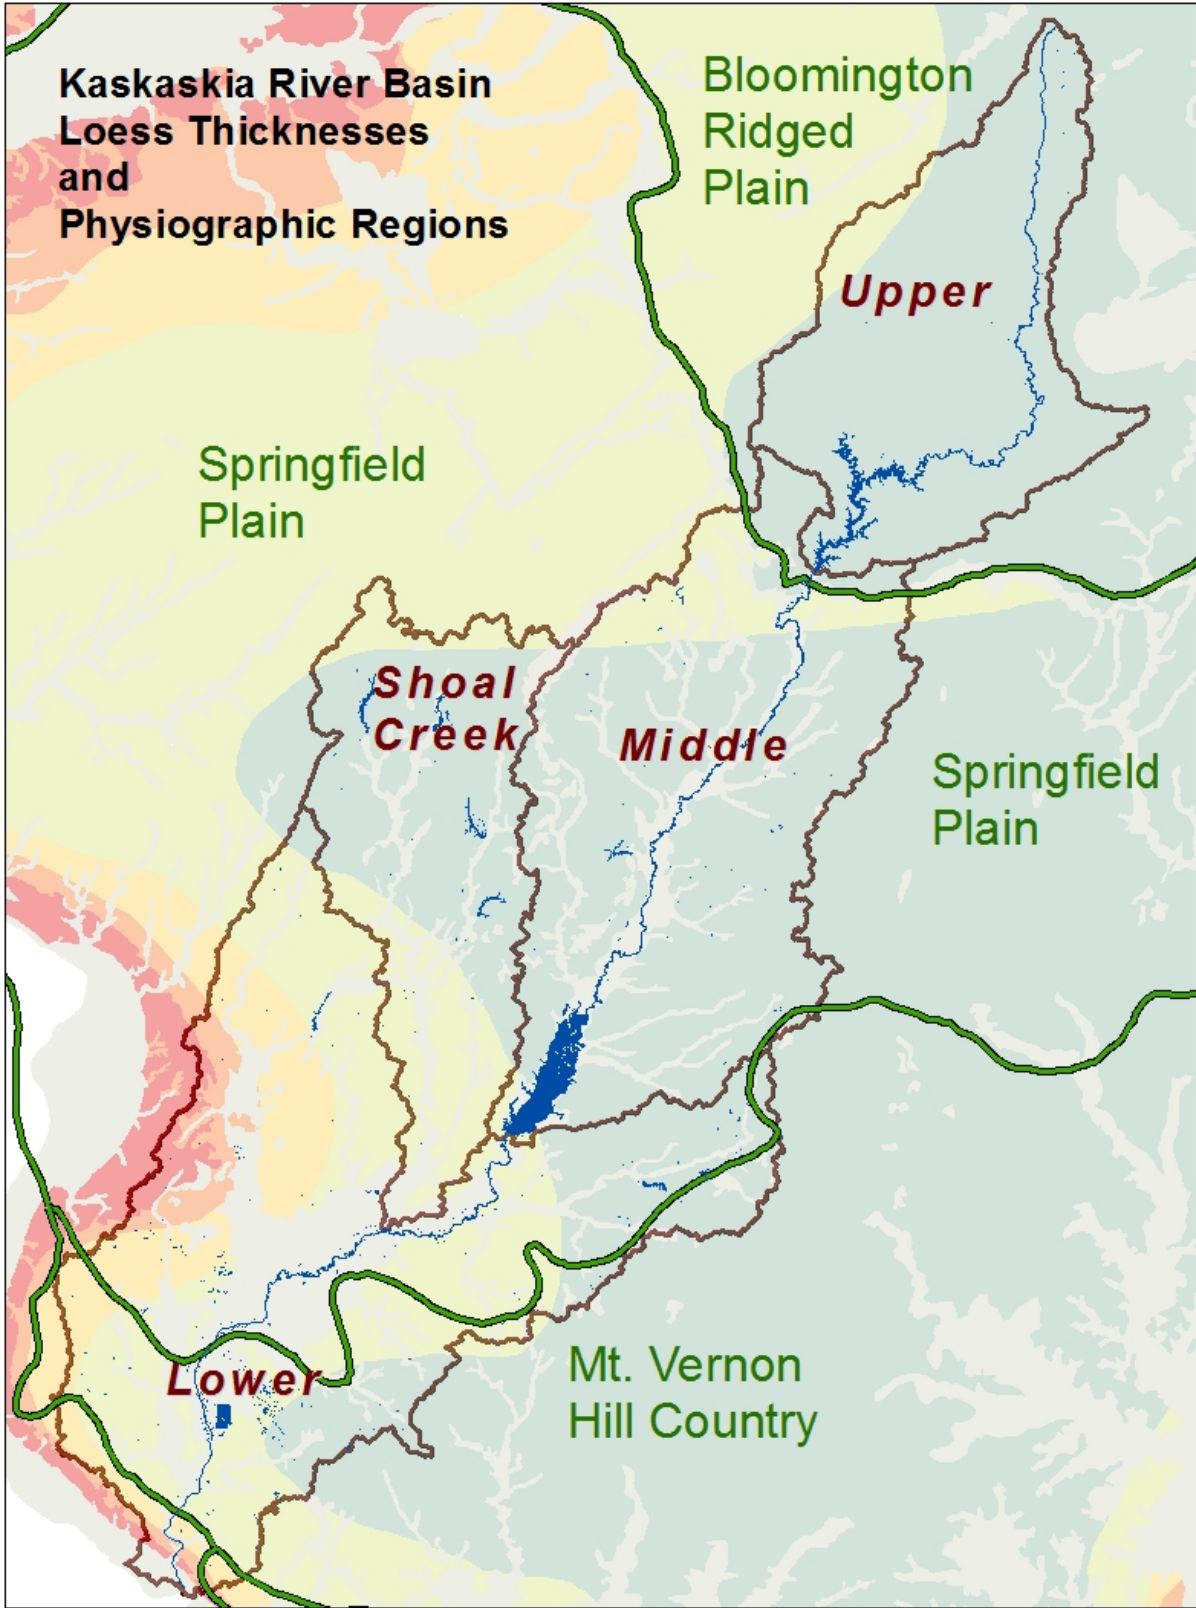 Kaskaskia River Basin
Loess Thicknesses
and
Physiographic Regions
Bloomington
Ridged
Plain
Upper
Springfield
Plain
Shoal
Creek
Middle
Springfield
Plain
Lower
Mt. Vernon
Hill Country